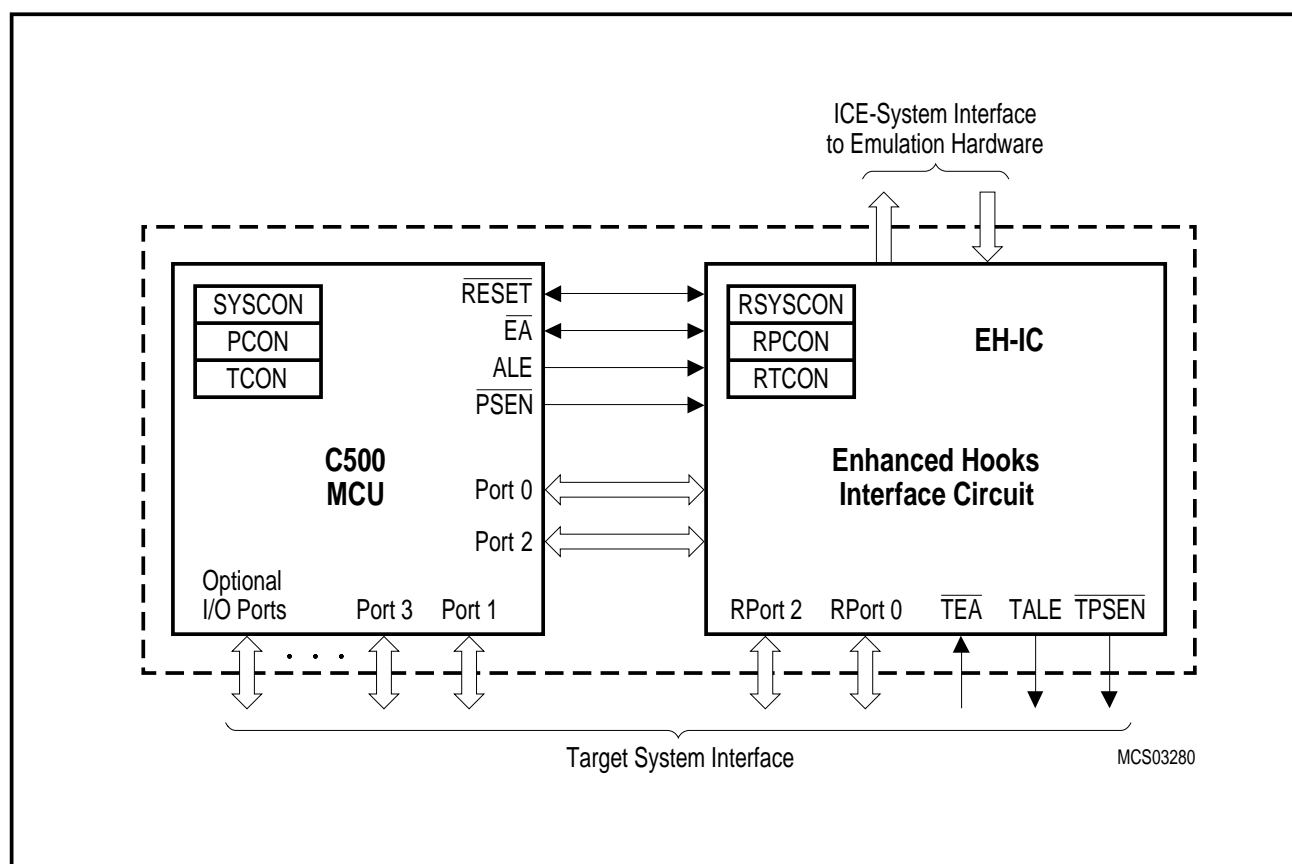 ICE-System Interface
to Emulation Hardware
SYSCON
PCON
TCON
RESET
EA
ALE
PSEN
RSYSCON
RPCON
RTCON
EH-IC
C500
MCU
Port 0
Port 2
Enhanced Hooks
Interface Circuit
Optional
I/O Ports
Port 3
Port 1
. . .
RPort 2
RPort 0
TEA
TALE
TPSEN
Target System Interface
MCS03280